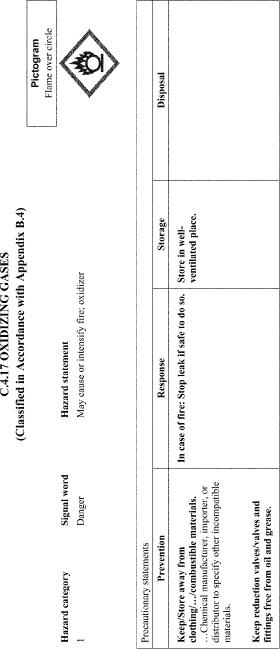 C.4.17 OXIDIZING GASES
(Classified in Accordance with Appendix B.4)
Pictogram
Flame over circle
Hazard category Signal word Hazard statement
1 Danger May cause or intensify fire; oxidizer
Precautionary statements
Prevention Response Storage Disposal
Keep/Store away from
clothing/…/combustible materials.
…Chemical manufacturer, importer, or
distributor to specify other incompatible
materials.
Keep reduction valves/valves and
fittings free from oil and grease.
In case of fire: Stop leak if safe to do so.
Store in well-
ventilated place.